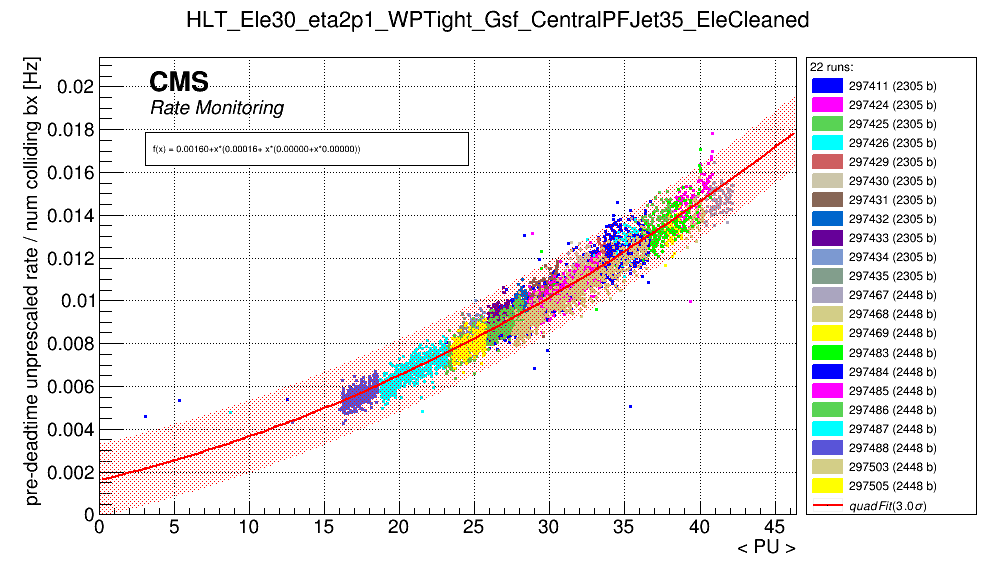 HLT_Ele30_eta2p1_WPTight_Gsf_CentralPFJet35_EleCleaned
pre-deadtime unprescaled rate / num colliding bx [Hz]
0.02
0.018
0.016
0.014
0.012
0.01
0.008
0.006
0.004
0.002
0
CMS
Rate Monitoring
f(x) = 0.00160+x*(0.00016+ x*(0.00000+x*0.00000))
0 5 10 15 20 25 30 35 40 45
< PU >
22 runs:
297411 (2305 b)
297424 (2305 b)
297425 (2305 b)
297426 (2305 b)
297429 (2305 b)
297430 (2305 b)
297431 (2305 b)
297432 (2305 b)
297433 (2305 b)
297434 (2305 b)
297435 (2305 b)
297467 (2448 b)
297468 (2448 b)
297469 (2448 b)
297483 (2448 b)
297484 (2448 b)
297485 (2448 b)
297486 (2448 b)
297487 (2448 b)
297488 (2448 b)
297503 (2448 b)
297505 (2448 b)
quadFit(3.0σ)